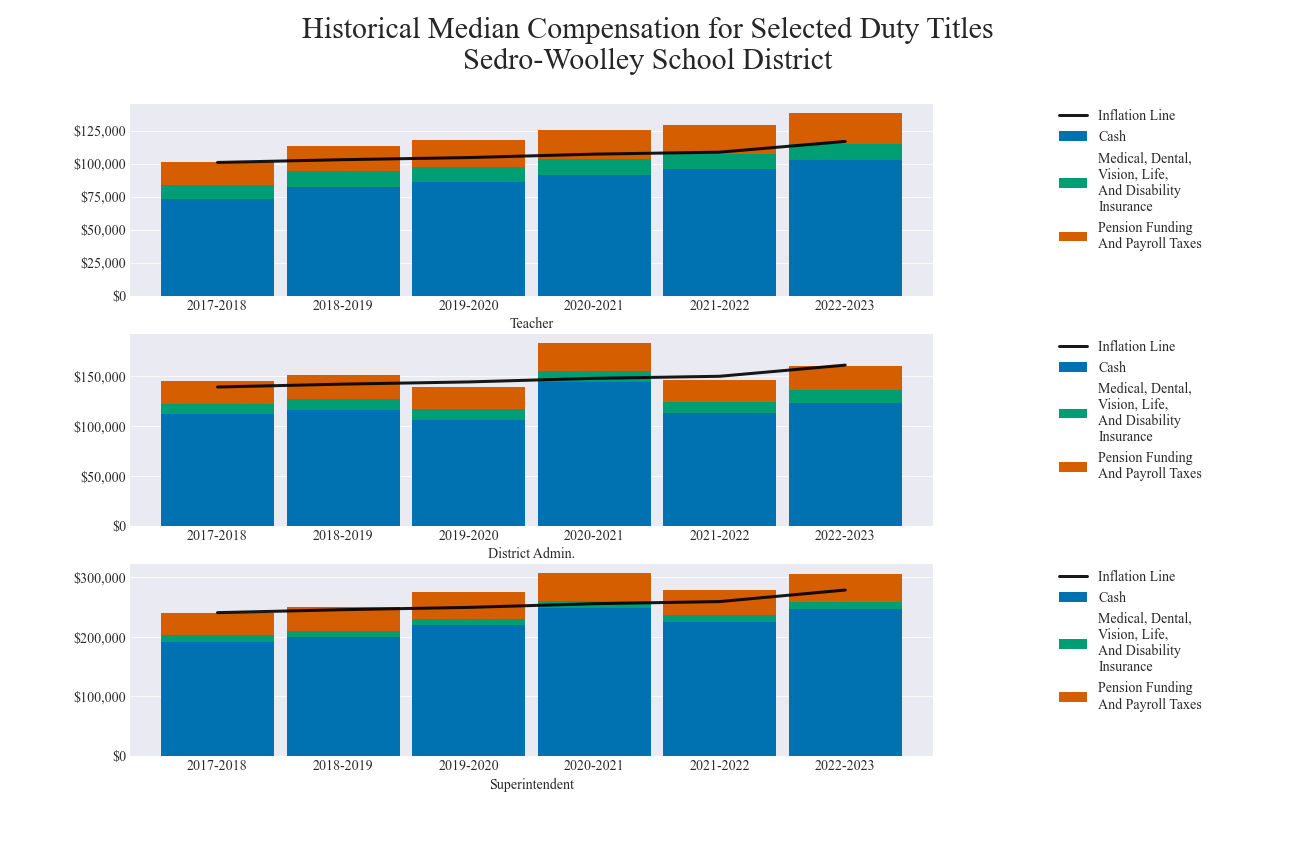 Historical Median Compensation for Selected Duty Titles
Sedro-Woolley School District
$125,000
$100,000
$75,000
$50,000
$25,000
$0
2017-2018 2018-2019 2019-2020 2020-2021 2021-2022 2022-2023
Teacher
Inflation Line
Cash
Medical, Dental,
Vision, Life,
And Disability
Insurance
Pension Funding
And Payroll Taxes
$150,000
$100,000
$50,000
$0
2017-2018 2018-2019 2019-2020 2020-2021 2021-2022 2022-2023
District Admin.
Inflation Line
Cash
Medical, Dental,
Vision, Life,
And Disability
Insurance
Pension Funding
And Payroll Taxes
$300,000
$200,000
$100,000
$0
2017-2018 2018-2019 2019-2020 2020-2021 2021-2022 2022-2023
Superintendent
Inflation Line
Cash
Medical, Dental,
Vision, Life,
And Disability
Insurance
Pension Funding
And Payroll Taxes